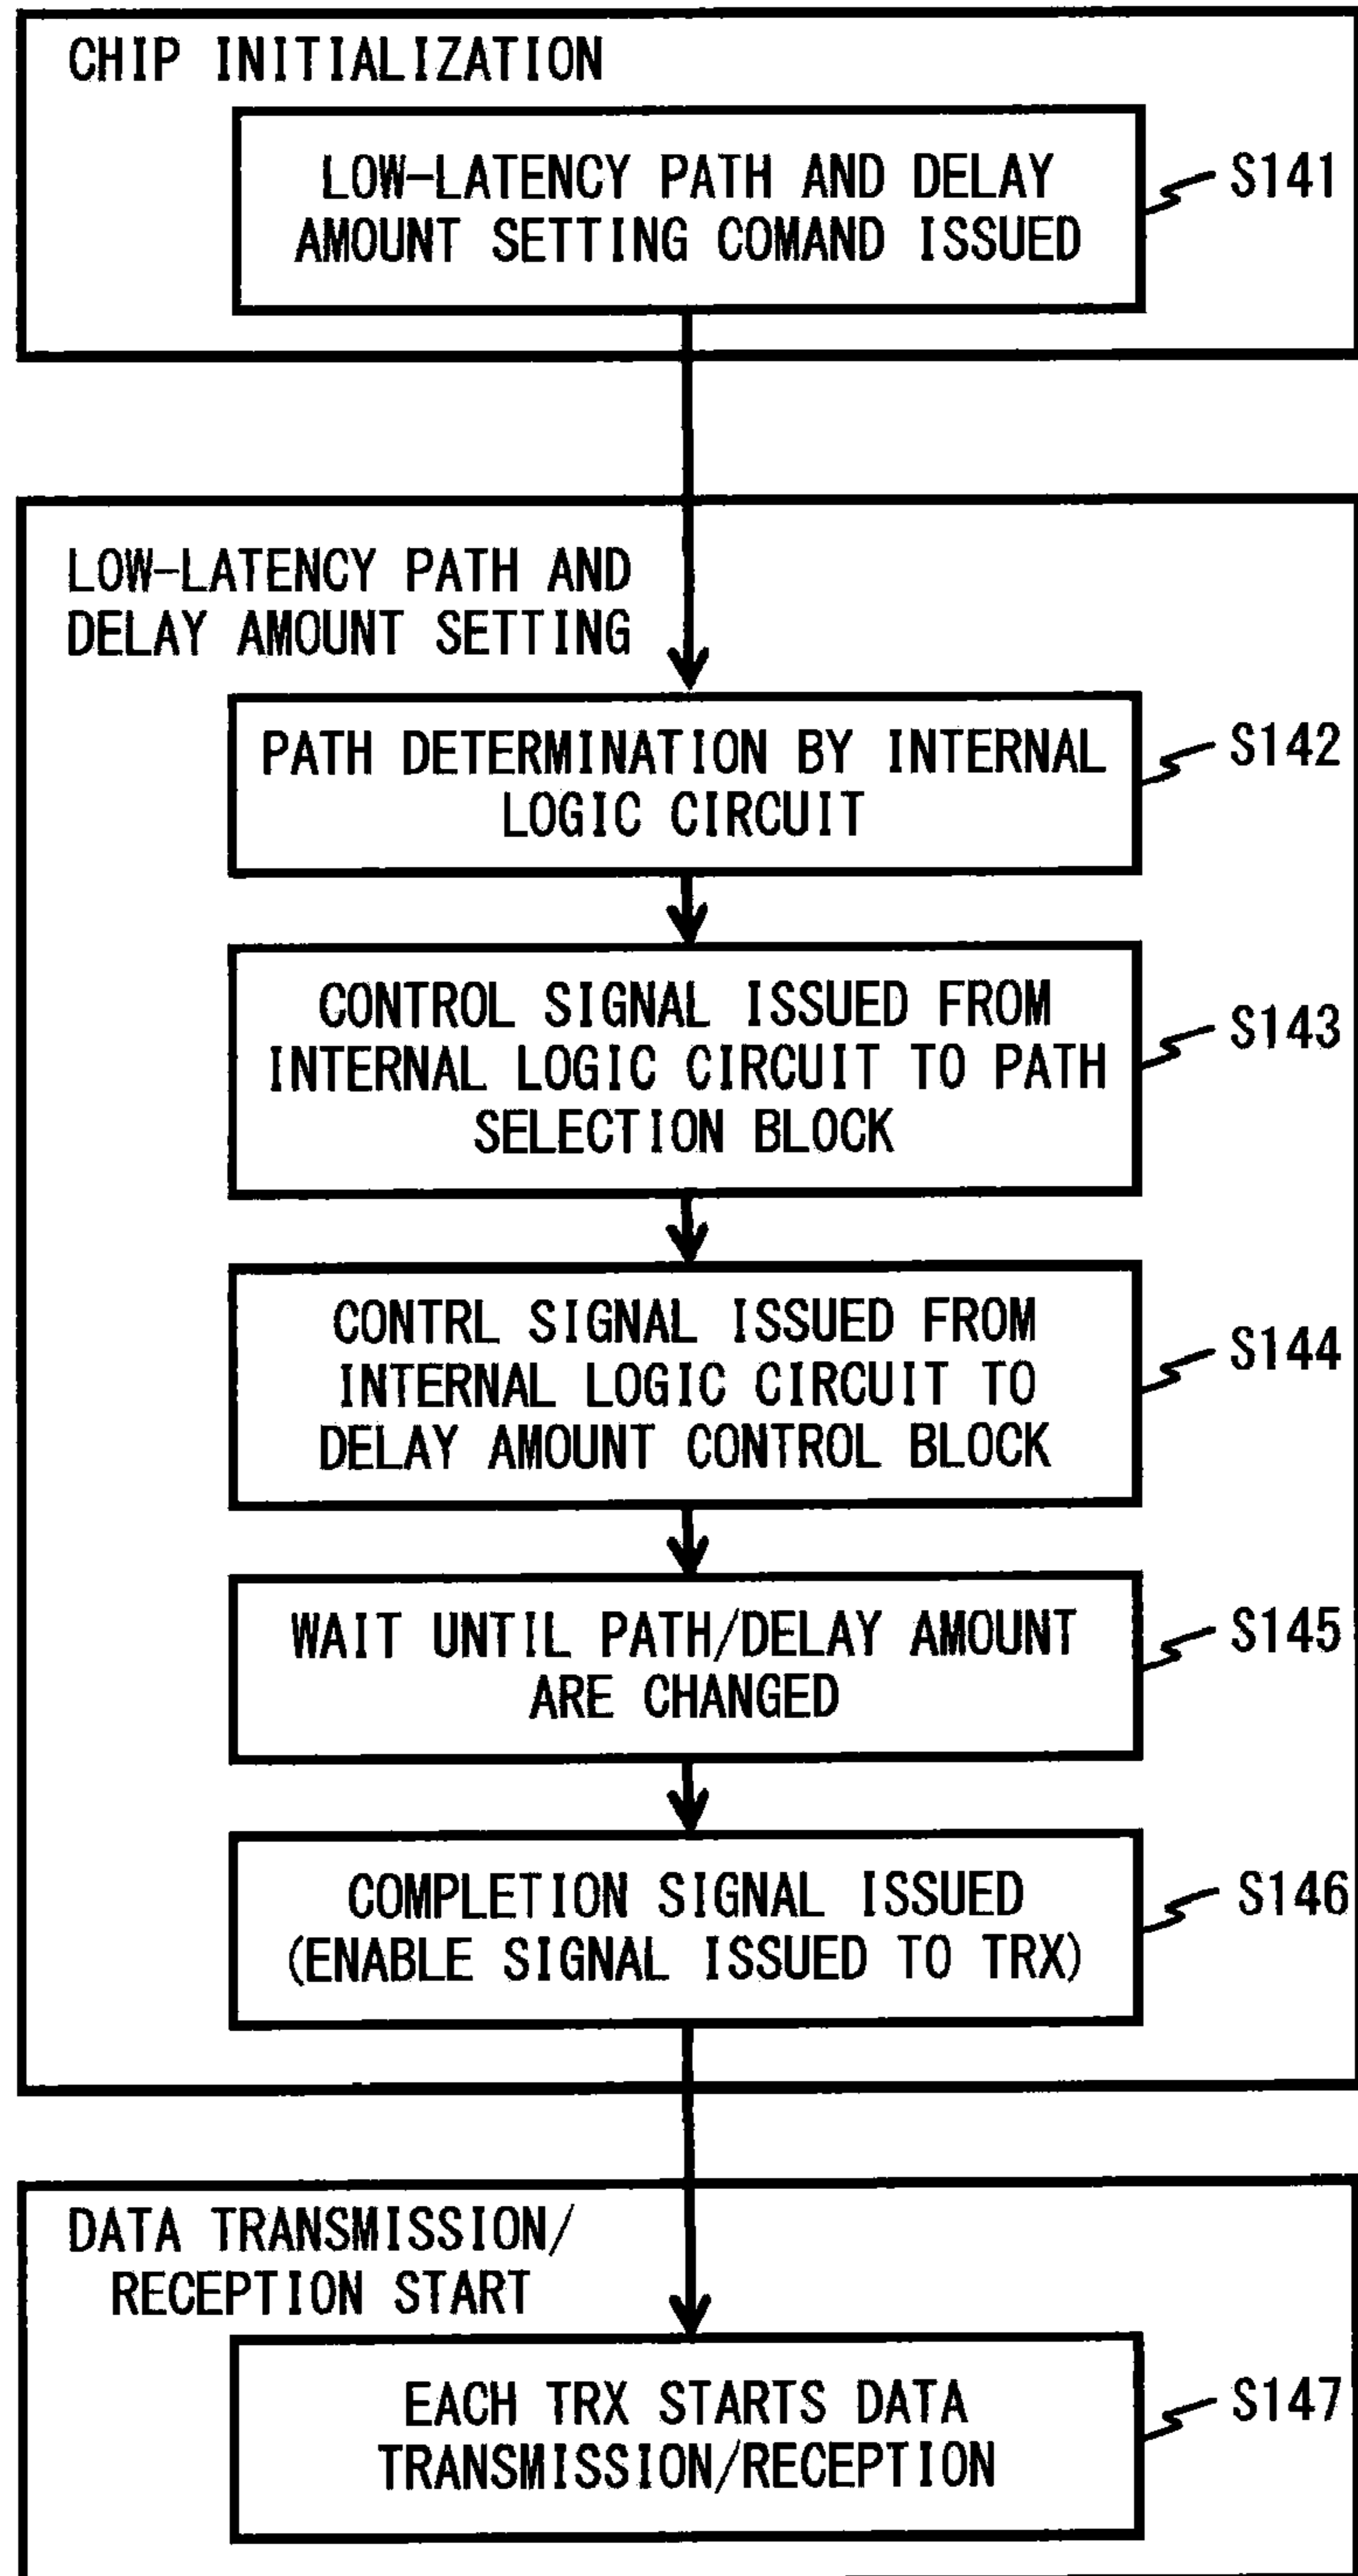 CHIP INITIALIZATION
LOW-LATENCY PATH AND DELAY
AMOUNT SETTING COMAND ISSUED
S141
LOW-LATENCY PATH AND
DELAY AMOUNT SETTING
PATH DETERMINATION BY INTERNAL
LOGIC CIRCUIT
S142
CONTROL SIGNAL ISSUED FROM
INTERNAL LOGIC CIRCUIT TO PATH
SELECTION BLOCK
S143
CONTRL SIGNAL ISSUED FROM
INTERNAL LOGIC CIRCUIT TO
DELAY AMOUNT CONTROL BLOCK
S144
WAIT UNTIL PATH/DELAY AMOUNT
ARE CHANGED
S145
COMPLETION SIGNAL ISSUED
(ENABLE SIGNAL ISSUED TO TRX)
S146
DATA TRANSMISSION/
RECEPTION START
EACH TRX STARTS DATA
TRANSMISSION/RECEPTION
S147